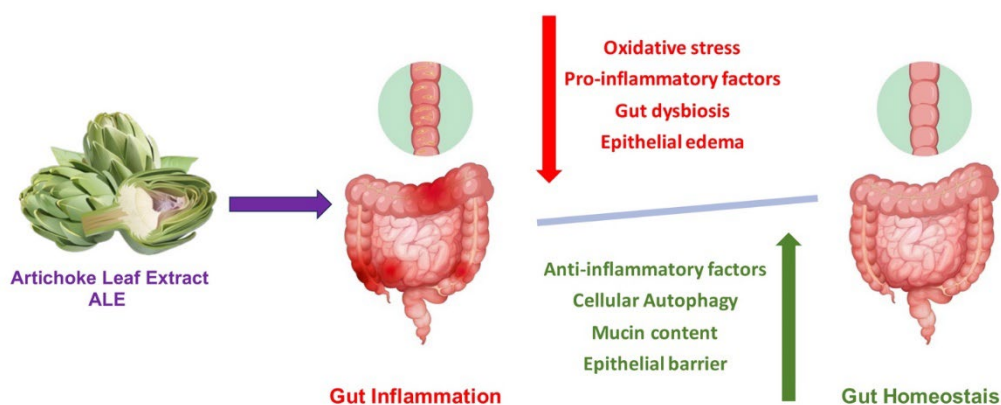 Oxidative stress
Pro-inflammatory factors
Gut dysbiosis
Epithelial edema
Artichoke Leaf Extract
ALE
Anti-inflammatory factors
Cellular Autophagy
Mucin content
Epithelial barrier
Gut Inflammation
Gut Homeostais